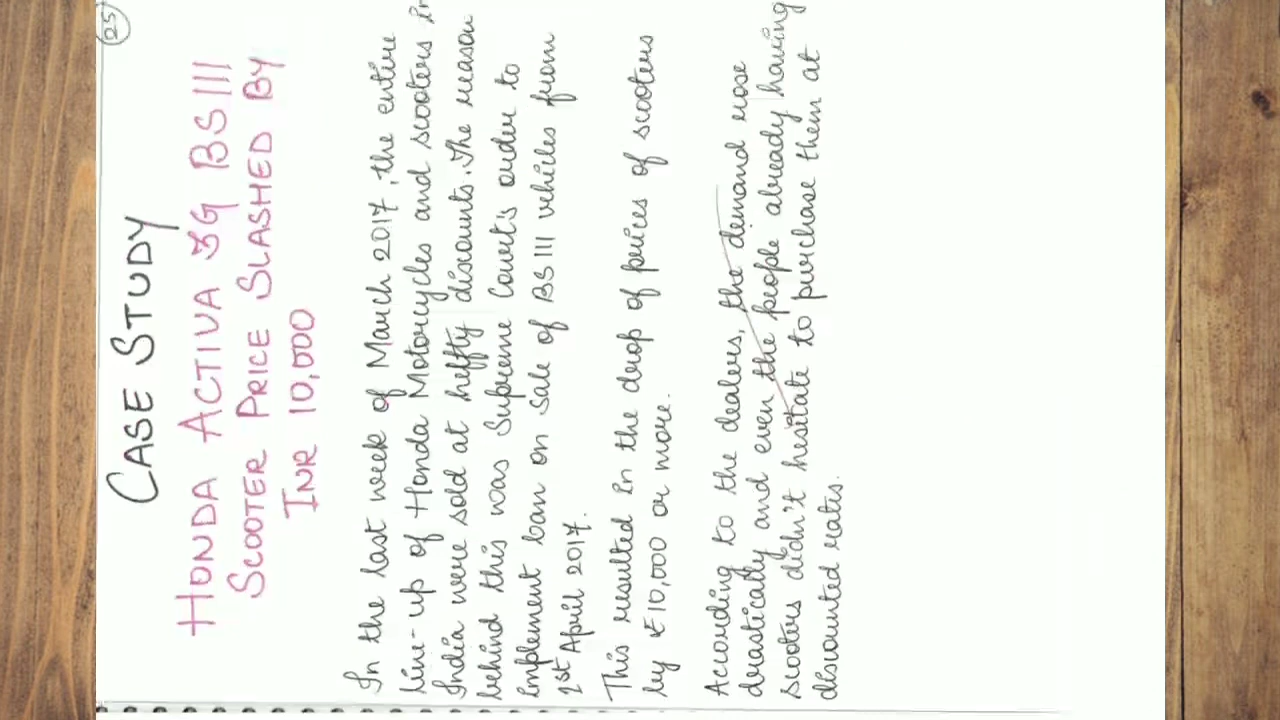 25
CASE STUDY
HONDA ACTIVA 3G BS III
SCOOTER PRICE SLASHED BY
INR 10,000
In the last week of March 2017, the entire
line-up of Honda Motorcycles and scooters in
India were sold at heffty discounts. The reason
behind this was Supreme Court's order to
implement ban on sale of BS III vehicles from
1st April 2017.
This resulted in the drop of prices of scooters
by ₹10,000 or more.
According to the dealers, the demand rose
drastically and even the people already having
scooters didn't hesitate to purchase them at
discounted rates.